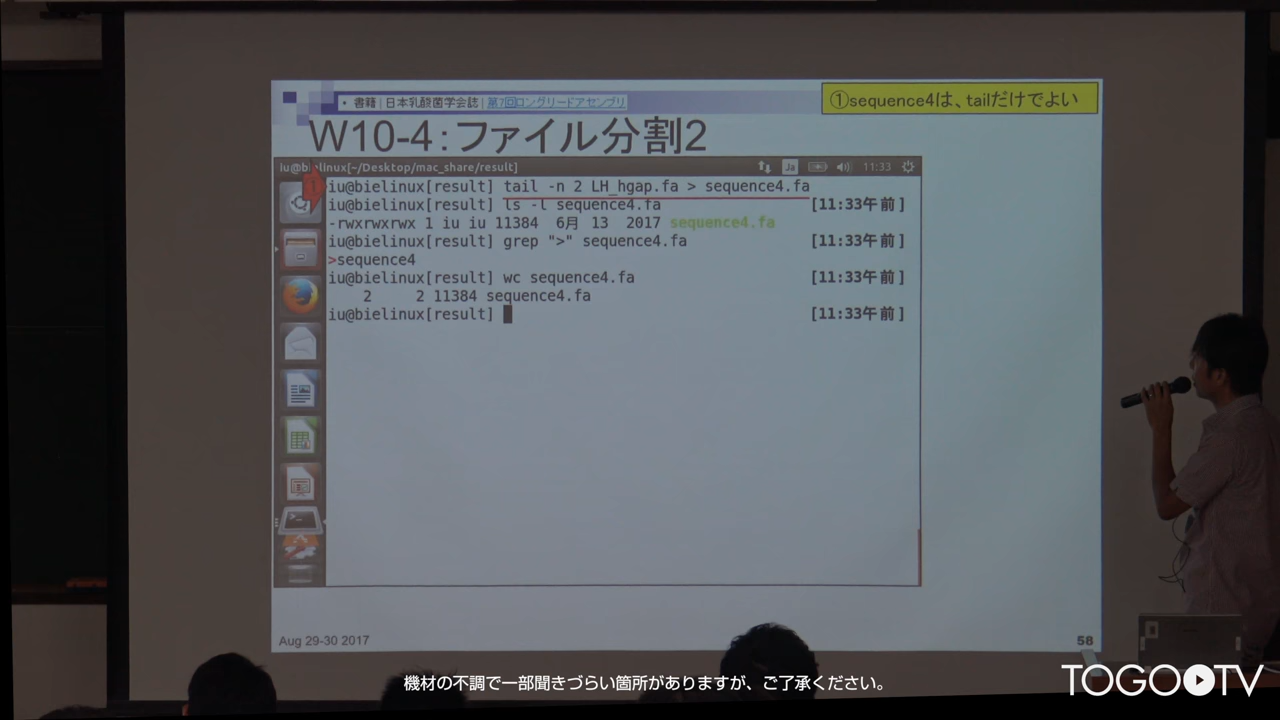 • 書籍 | 日本乳酸菌学会誌 | 第7回ロングリードアセンブリ
①sequence4は、tailだけでよい
W10-4：ファイル分割2
iu@bielinux[~/Desktop/mac_share/result]
Ja
11:33
1
iu@bielinux[result] tail -n 2 LH_hgap.fa > sequence4.fa
iu@bielinux[result] ls -l sequence4.fa [11:33午前]
-rwxrwxrwx 1 iu iu 11384 6月 13 2017 sequence4.fa
iu@bielinux[result] grep ">" sequence4.fa [11:33午前]
>sequence4
iu@bielinux[result] wc sequence4.fa [11:33午前]
2 2 11384 sequence4.fa
iu@bielinux[result] [11:33午前]
Aug 29-30 2017
58
機材の不調で一部聞きづらい箇所がありますが、ご了承ください。
TOGO TV